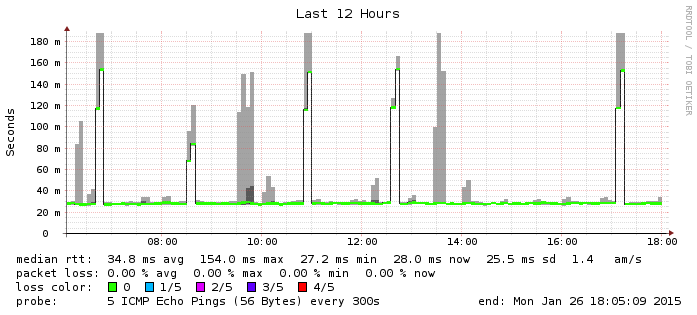 Last 12 Hours
RRDTOOL / TOBI OETIKER
Seconds
180 m
160 m
140 m
120 m
100 m
80 m
60 m
40 m
20 m
0
08:00 10:00 12:00 14:00 16:00 18:00
median rtt: 34.8 ms avg 154.0 ms max 27.2 ms min 28.0 ms now 25.5 ms sd 1.4 am/s
packet loss: 0.00 % avg 0.00 % max 0.00 % min 0.00 % now
loss color: 0 1/5 2/5 3/5 4/5
probe: 5 ICMP Echo Pings (56 Bytes) every 300s end: Mon Jan 26 18:05:09 2015